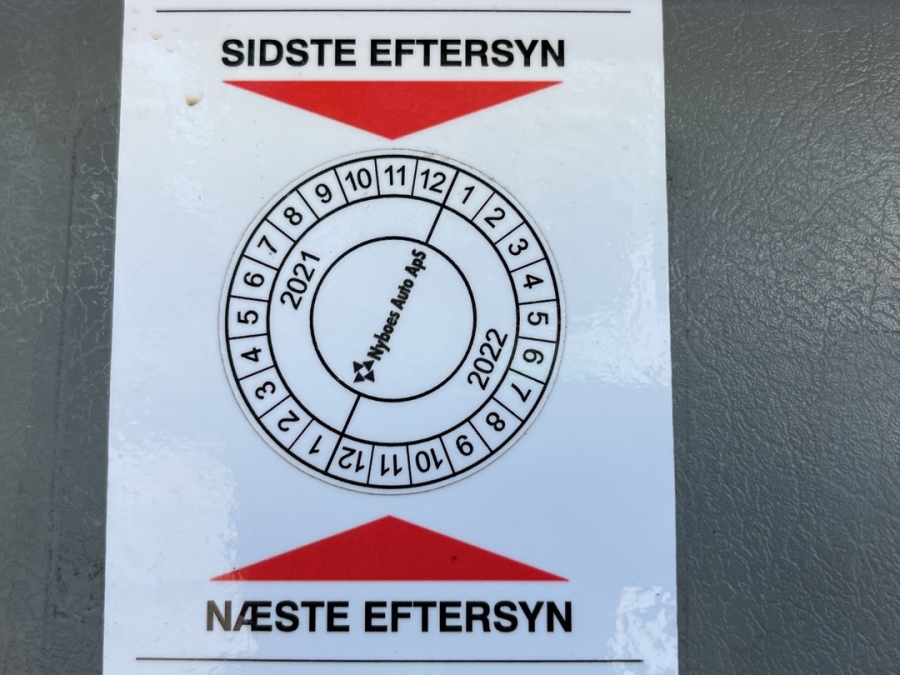 SIDSTE EFTERSYN
1 2 3 4 5 6 7 8 9 10 11 12
2021
1 2 3 4 5 6 7 8 9 10 11 12
2022
Nyboes Auto ApS
NÆSTE EFTERSYN